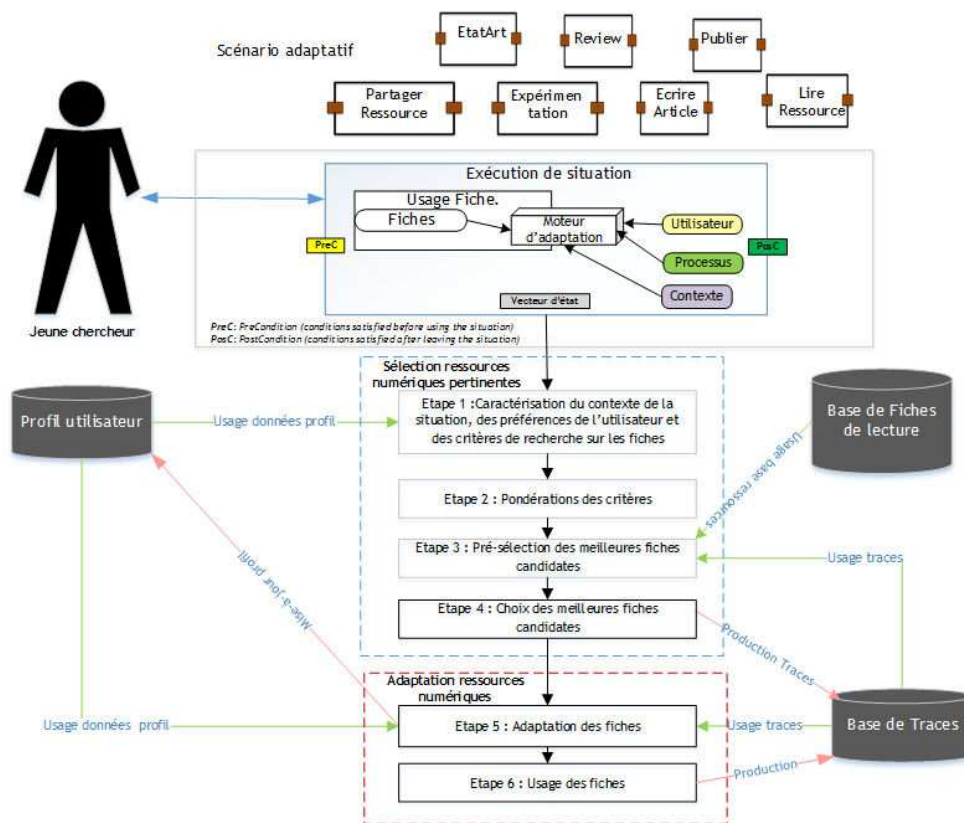 Scénario adaptatif
EtatArt
Review
Publier
Partager
Ressource
Expérimen
tation
Ecrire
Article
Lire
Ressource
Exécution de situation
Usage Fiche.
Fiches
Moteur
d'adaptation
Utilisateur
PreC
PosC
Processus
Contexte
Vecteur d'état
Jeune chercheur
PreC: PreCondition (conditions satisfied before using the situation)
PosC: PostCondition (conditions satisfied after leaving the situation)
Sélection ressources
numériques pertinentes
Profil utilisateur
Usage données profil
Etape 1 :Caractérisation du contexte de la
situation, des préférences de l'utilisateur et
des critères de recherche sur les fiches
Base de Fiches
de lecture
Usage base ressources
Etape 2 : Pondérations des critères
Etape 3 : Pré-sélection des meilleures fiches
candidates
Usage traces
Mise-à-jour profil
Etape 4 : Choix des meilleures fiches
candidates
Production Traces
Adaptation ressources
numériques
Usage données profil
Etape 5 : Adaptation des fiches
Usage traces
Base de Traces
Etape 6 : Usage des fiches
Production